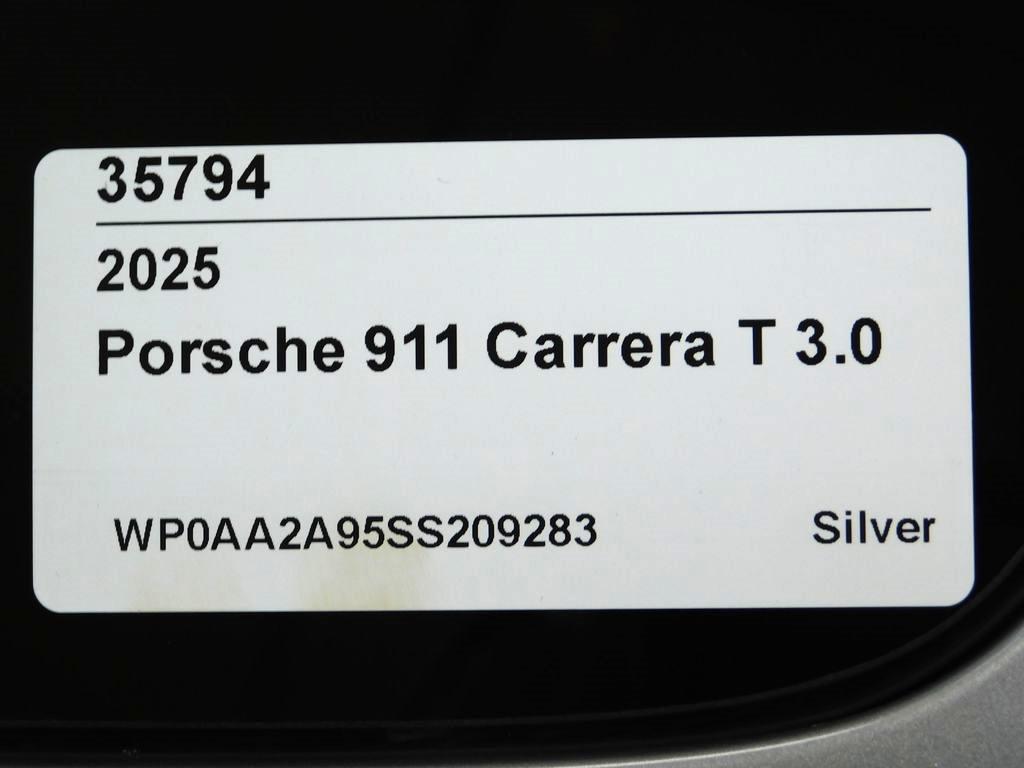 35794
2025
Porsche 911 Carrera T 3.0
WP0AA2A95SS209283 Silver